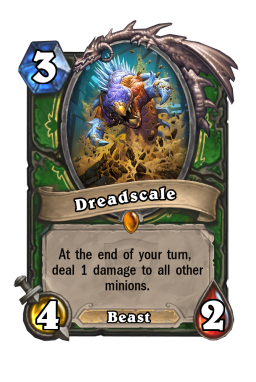 3
Dreadscale
At the end of your turn,
deal 1 damage to all other
minions.
4
Beast
2